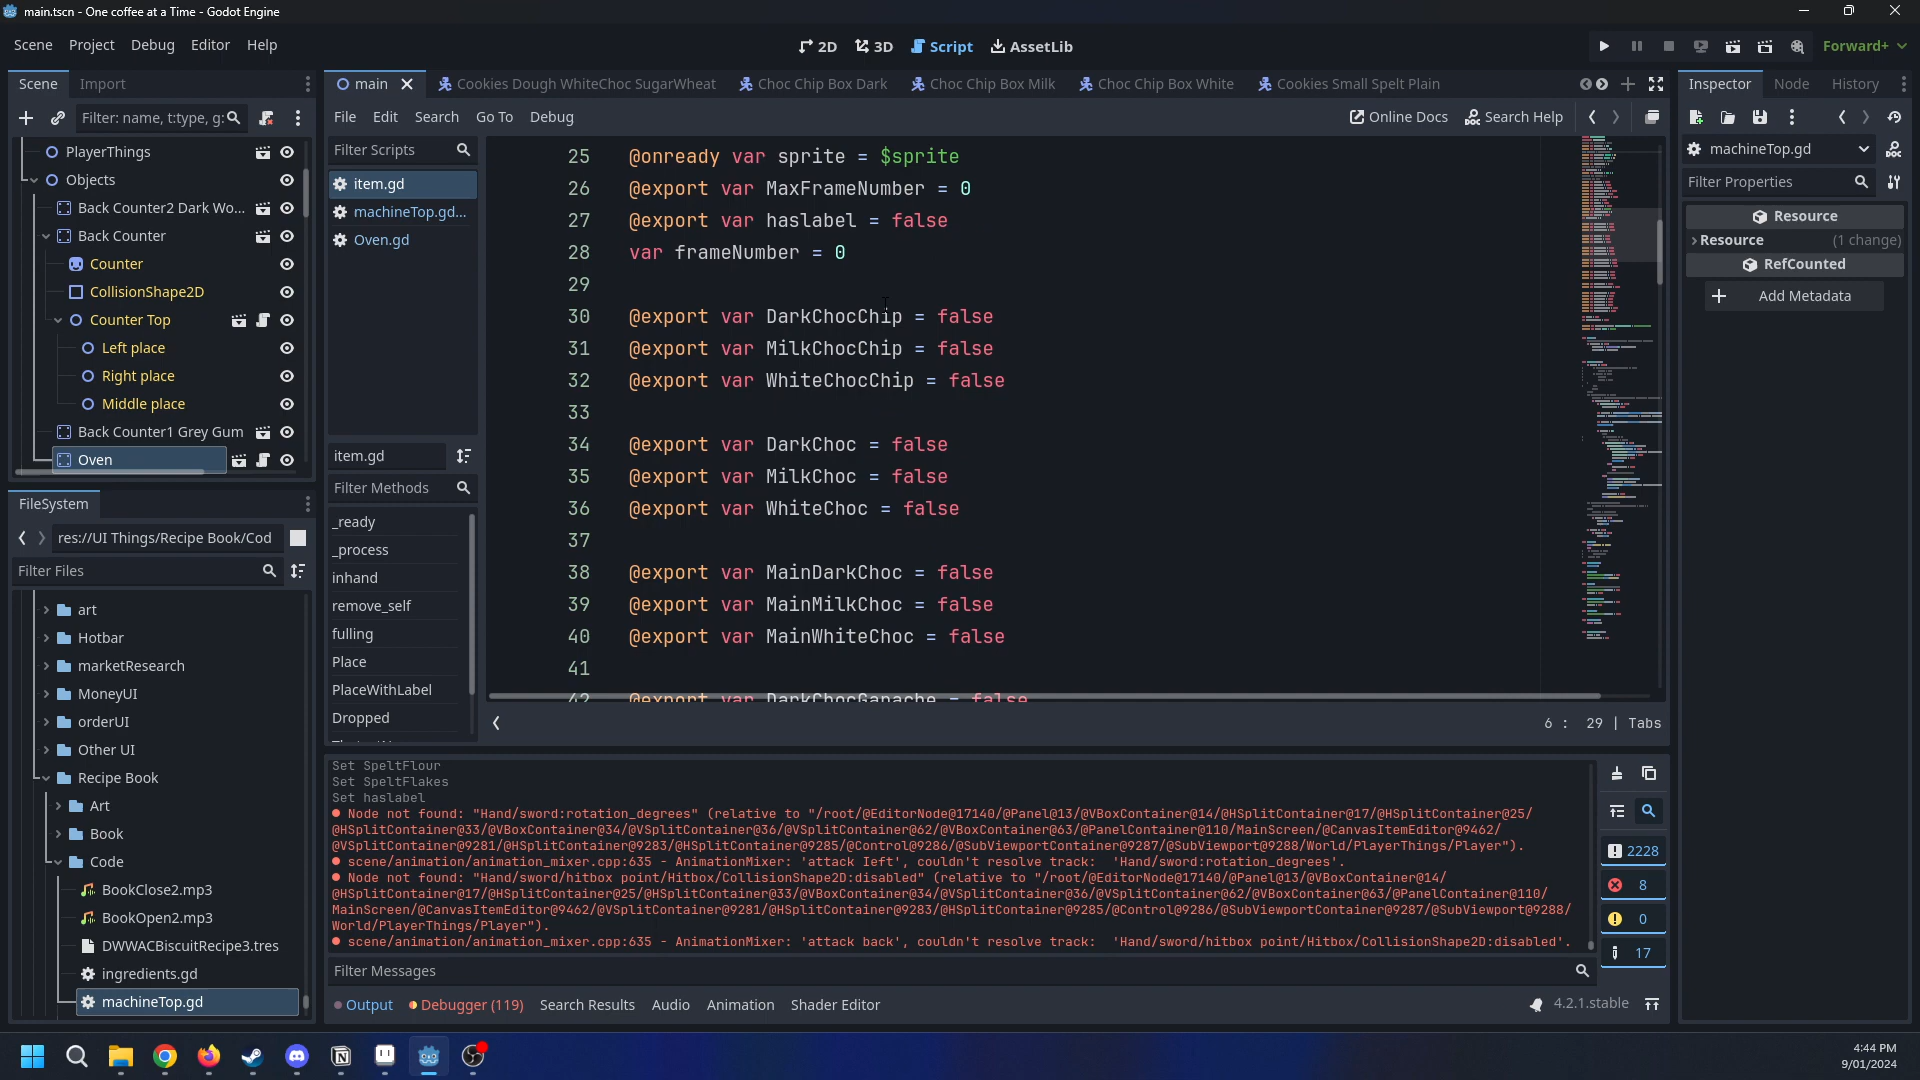 main.tscn - One coffee at a Time - Godot Engine
Scene Project Debug Editor Help
2D 3D Script AssetLib
Forward+
Scene Import
main Cookies Dough WhiteChoc SugarWheat Choc Chip Box Dark Choc Chip Box Milk Choc Chip Box White Cookies Small Spelt Plain
Inspector Node History
Filter: name, t:type, g:
File Edit Search Go To Debug
Online Docs Search Help
PlayerThings
Objects
Back Counter2 Dark Wo...
Back Counter
Counter
CollisionShape2D
Counter Top
Left place
Right place
Middle place
Back Counter1 Grey Gum
Oven
FileSystem
res://UI Things/Recipe Book/Cod
Filter Files
art
Hotbar
marketResearch
MoneyUI
orderUI
Other UI
Recipe Book
Art
Book
Code
BookClose2.mp3
BookOpen2.mp3
DWWACBiscuitRecipe3.tres
ingredients.gd
machineTop.gd
Filter Scripts
item.gd
machineTop.gd...
Oven.gd
item.gd
Filter Methods
_ready
_process
inhand
remove_self
fulling
Place
PlaceWithLabel
Dropped
25 @onready var sprite = $sprite
26 @export var MaxFrameNumber = 0
27 @export var haslabel = false
28 var frameNumber = 0
29
30 @export var DarkChocChip = false
31 @export var MilkChocChip = false
32 @export var WhiteChocChip = false
33
34 @export var DarkChoc = false
35 @export var MilkChoc = false
36 @export var WhiteChoc = false
37
38 @export var MainDarkChoc = false
39 @export var MainMilkChoc = false
40 @export var MainWhiteChoc = false
41
42 @export var DarkChocGanache = false
6 : 29 | Tabs
Set SpeltFlour
Set SpeltFlakes
Set haslabel
Node not found: "Hand/sword:rotation_degrees" (relative to "/root/@EditorNode@17140/@Panel@13/@VBoxContainer@14/@HSplitContainer@17/@HSplitContainer@25/
@HSplitContainer@33/@VBoxContainer@34/@VSplitContainer@36/@VSplitContainer@62/@VBoxContainer@63/@PanelContainer@110/MainScreen/@CanvasItemEditor@9462/
@VSplitContainer@9281/@HSplitContainer@9283/@HSplitContainer@9285/@Control@9286/@SubViewportContainer@9287/@SubViewport@9288/World/PlayerThings/Player").
scene/animation/animation_mixer.cpp:635 - AnimationMixer: 'attack left', couldn't resolve track: 'Hand/sword:rotation_degrees'.
Node not found: "Hand/sword/hitbox point/Hitbox/CollisionShape2D:disabled" (relative to "/root/@EditorNode@17140/@Panel@13/@VBoxContainer@14/
@HSplitContainer@17/@HSplitContainer@25/@HSplitContainer@33/@VBoxContainer@34/@VSplitContainer@36/@VSplitContainer@62/@VBoxContainer@63/@PanelContainer@110/
MainScreen/@CanvasItemEditor@9462/@VSplitContainer@9281/@HSplitContainer@9283/@HSplitContainer@9285/@Control@9286/@SubViewportContainer@9287/@SubViewport@9288/
World/PlayerThings/Player").
scene/animation/animation_mixer.cpp:635 - AnimationMixer: 'attack back', couldn't resolve track: 'Hand/sword/hitbox point/Hitbox/CollisionShape2D:disabled'.
2228
8
0
17
Filter Messages
Output Debugger (119) Search Results Audio Animation Shader Editor
4.2.1.stable
machineTop.gd
Filter Properties
Resource
Resource (1 change)
RefCounted
Add Metadata
4:44 PM
9/01/2024